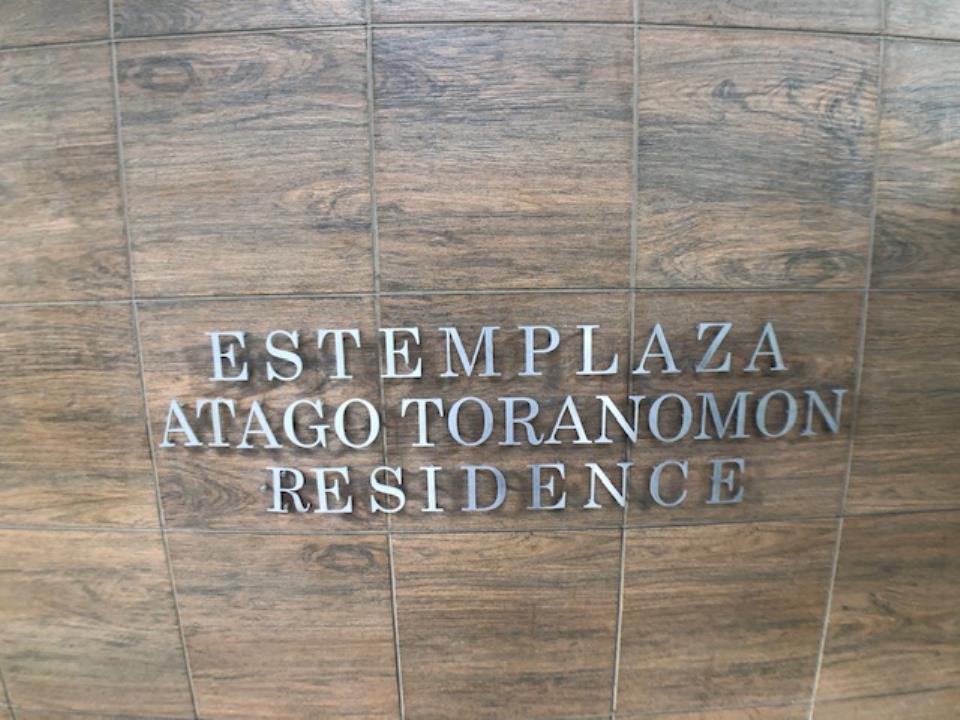 ESTEMPLAZA
ATAGO TORANOMON
RESIDENCE